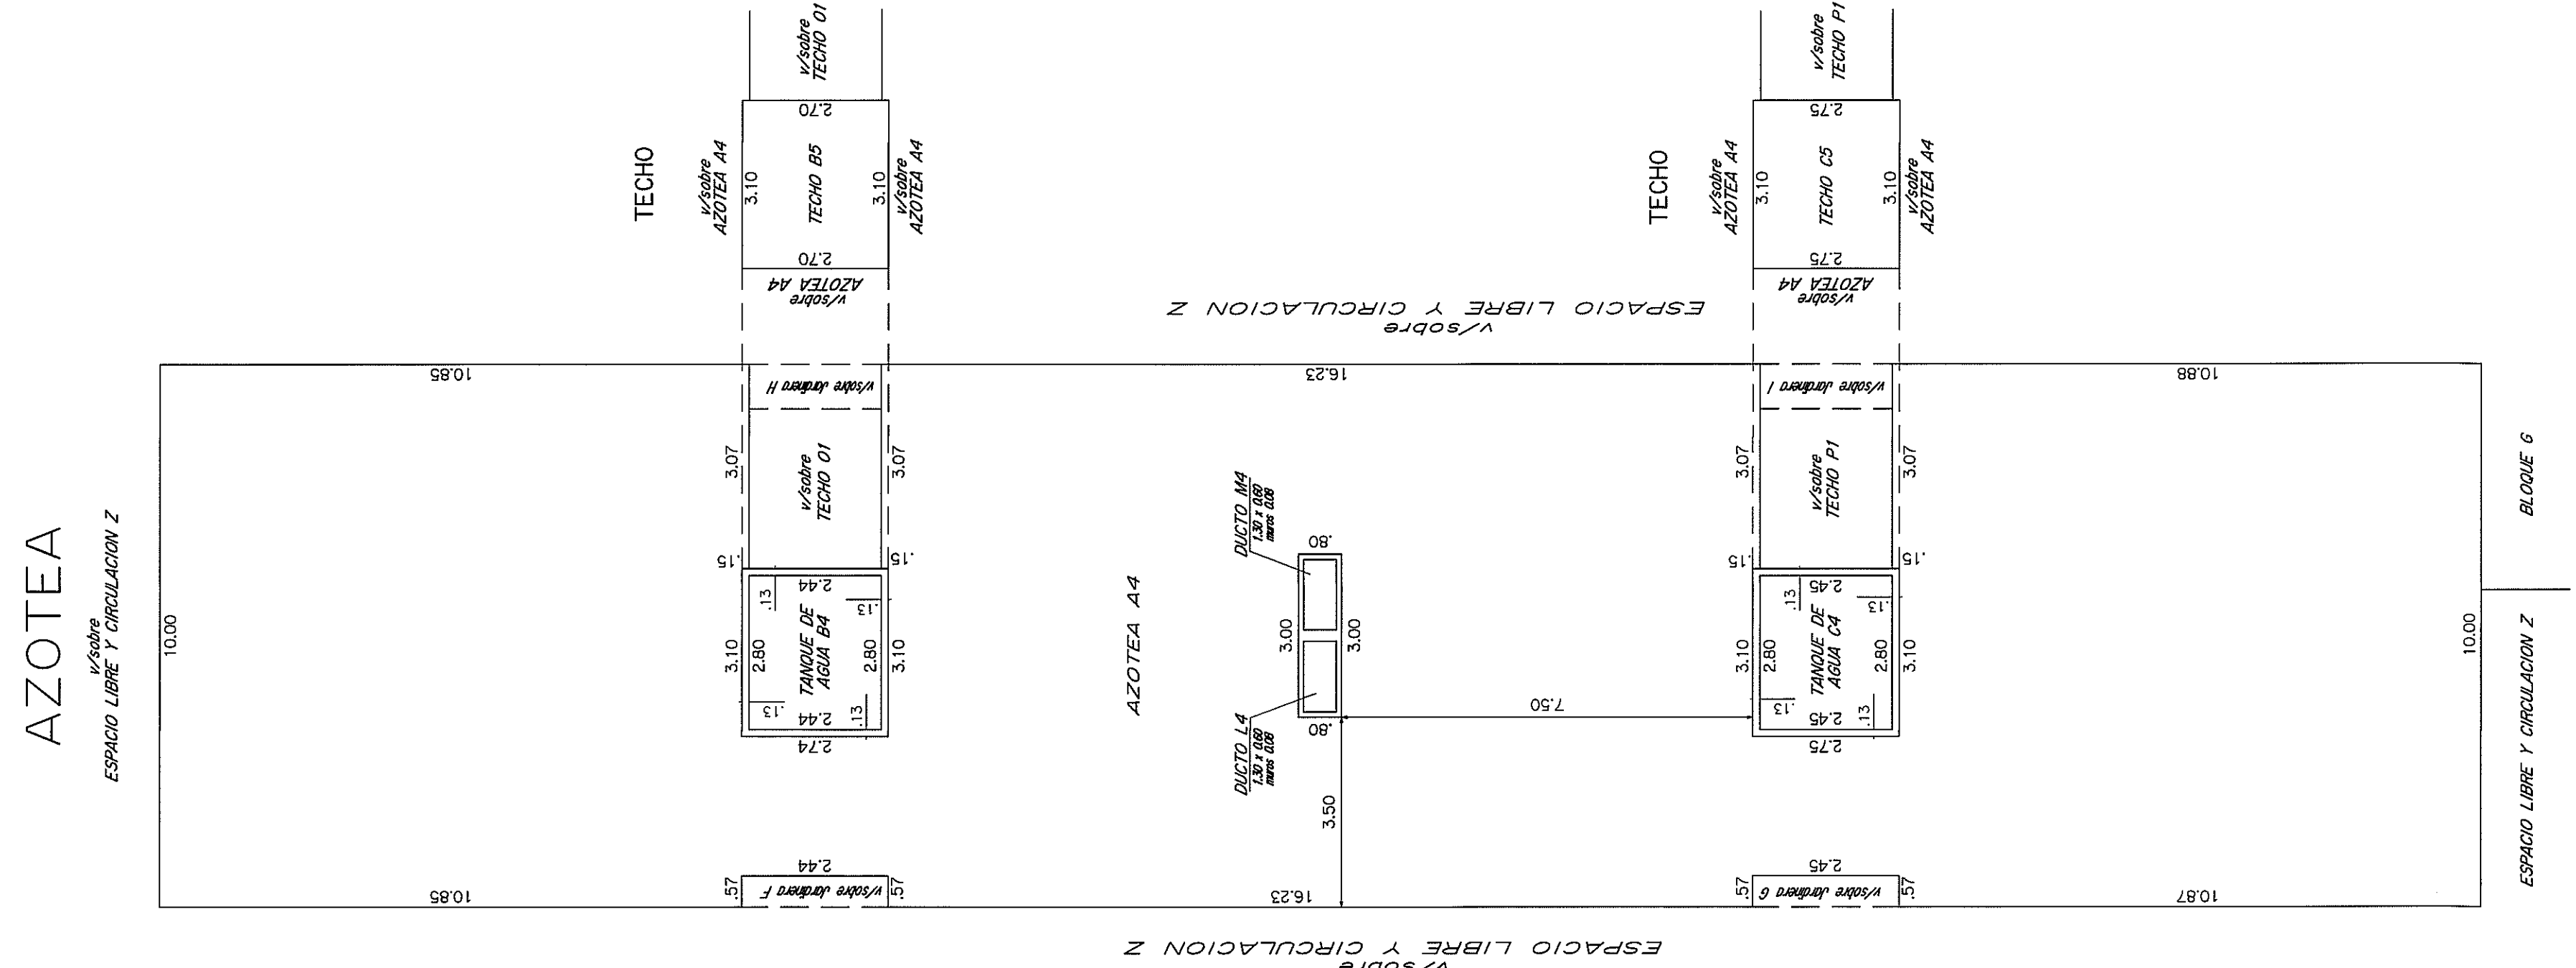 AZOTEA
v/sobre
ESPACIO LIBRE Y CIRCULACION Z
10.00
TECHO
v/sobre
TECHO O1
2.70
v/sobre
AZOTEA A4
3.10
TECHO B5
3.10
v/sobre
AZOTEA A4
2.70
v/sobre
AZOTEA A4
TECHO
v/sobre
TECHO P1
2.75
v/sobre
AZOTEA A4
3.10
TECHO C5
3.10
v/sobre
AZOTEA A4
2.75
v/sobre
AZOTEA A4
v/sobre
ESPACIO LIBRE Y CIRCULACION Z
10.85
16.23
10.88
v/sobre Jardinera H
3.07
v/sobre
TECHO O1
3.07
.15
.15
2.44
.13
.13
3.10
2.80
TANQUE DE
AGUA B4
2.80
3.10
.13
.13
2.44
2.74
AZOTEA A4
DUCTO M4
1.30 x 0.60
muros 0.08
.80
3.00
3.00
.80
DUCTO L4
1.30 x 0.60
muros 0.08
7.50
3.50
v/sobre Jardinera I
3.07
v/sobre
TECHO P1
3.07
.15
.15
2.45
.13
.13
3.10
2.80
TANQUE DE
AGUA C4
2.80
3.10
.13
.13
2.45
2.75
2.44
.57
v/sobre Jardinera F
.57
2.45
.57
v/sobre Jardinera G
.57
10.85
16.23
10.87
10.00
BLOQUE G
ESPACIO LIBRE Y CIRCULACION Z
v/sobre
ESPACIO LIBRE Y CIRCULACION Z